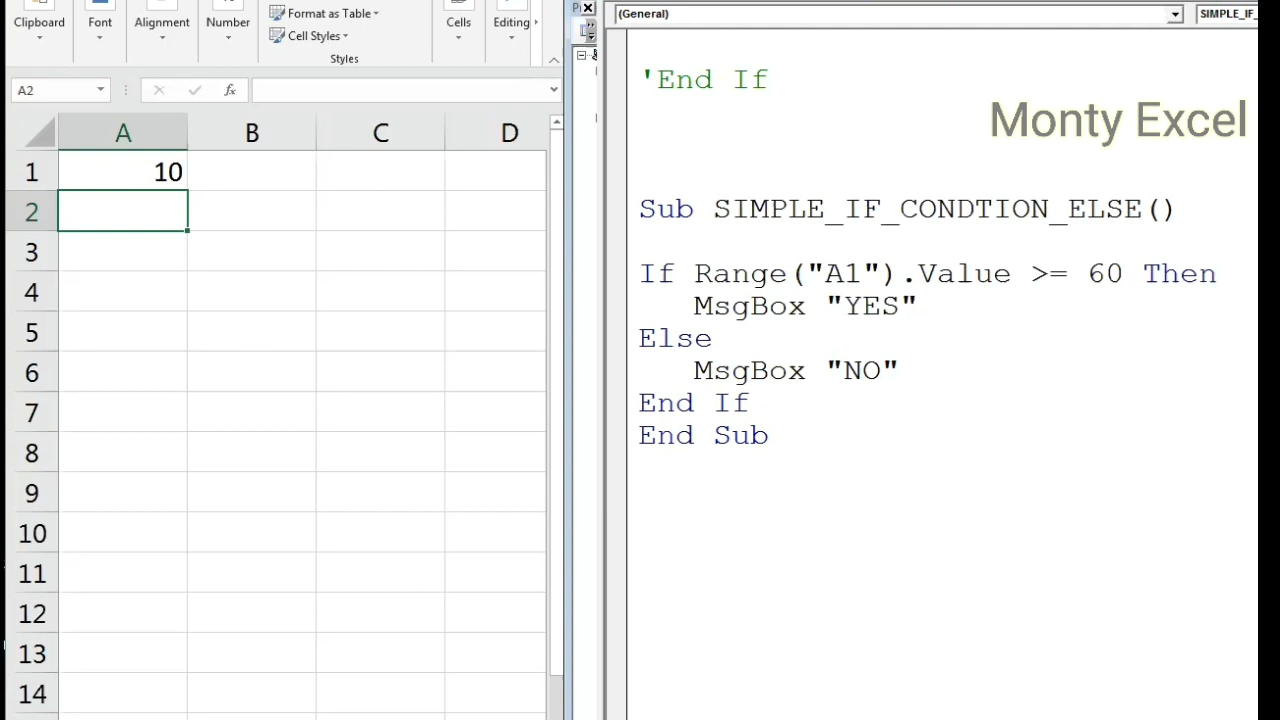 Clipboard
Font
Alignment
Number
Format as Table
Cell Styles
Styles
Cells
Editing
(General)
SIMPLE_IF_
A2
fx
A B C D
1 10
2
3
4
5
6
7
8
9
10
11
12
13
14
'End If
Monty Excel
Sub SIMPLE_IF_CONDTION_ELSE()
If Range("A1").Value >= 60 Then
MsgBox "YES"
Else
MsgBox "NO"
End If
End Sub